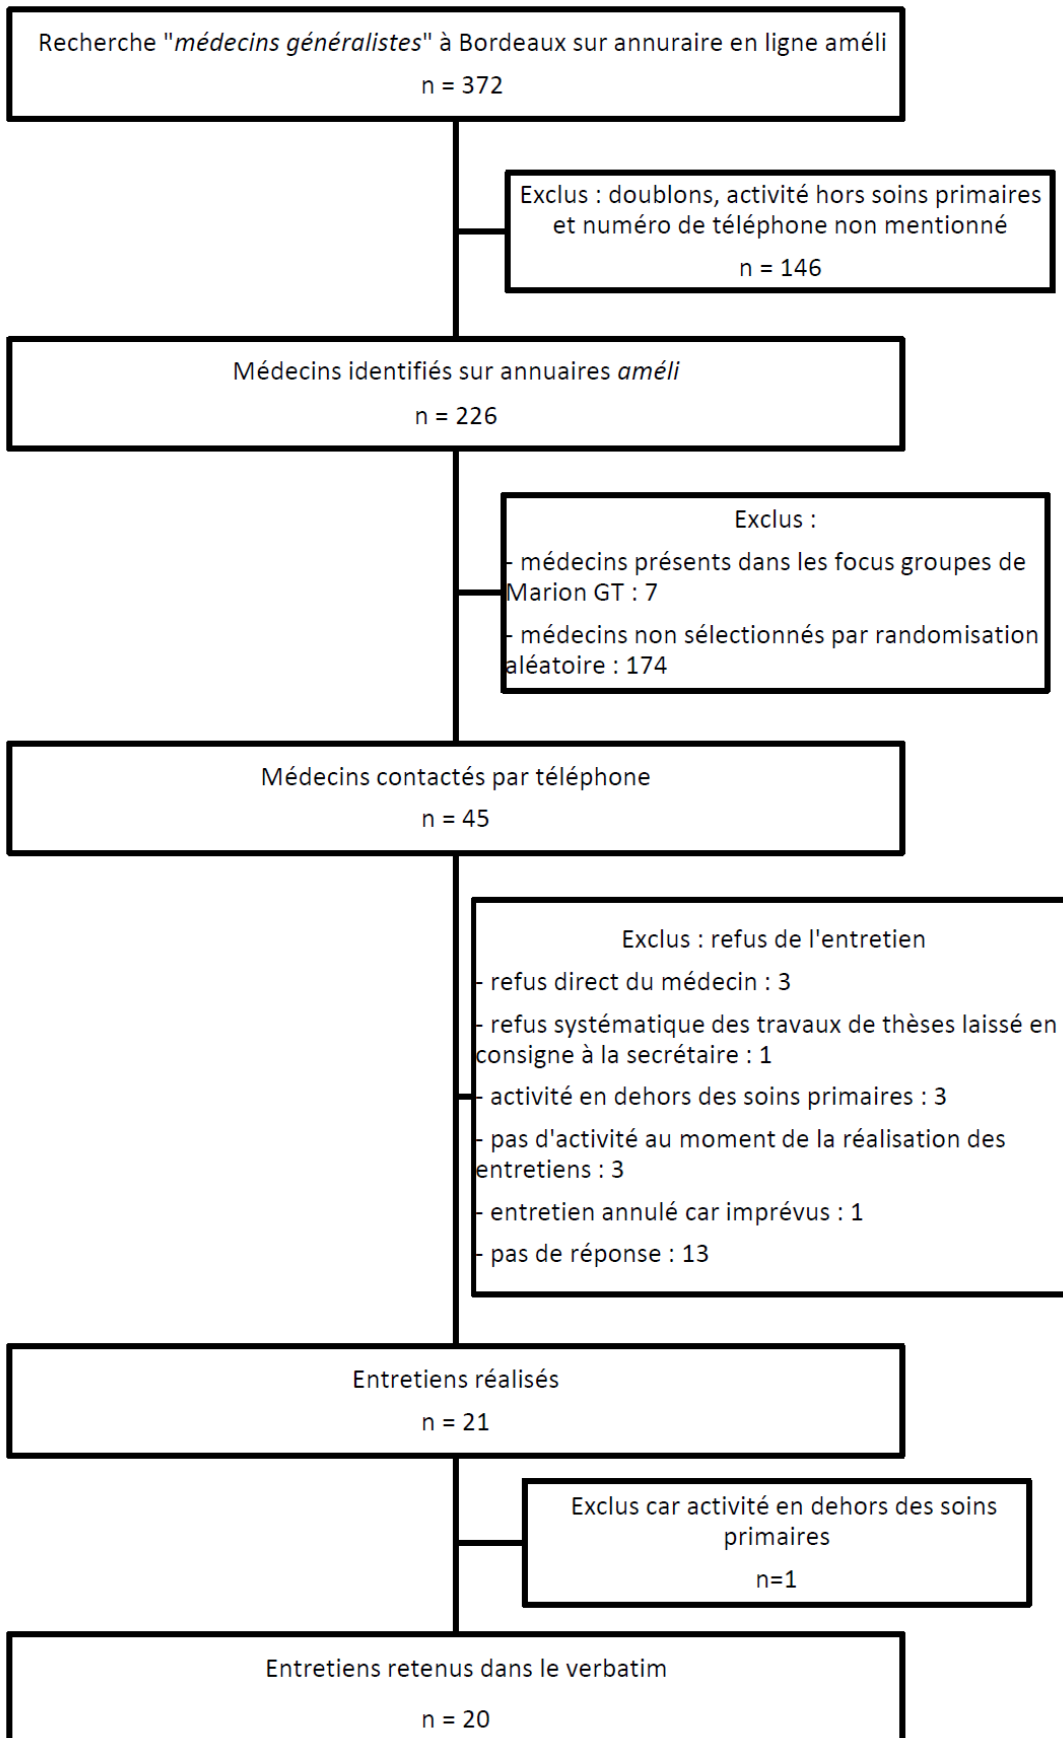 Recherche "médecins généralistes" à Bordeaux sur annuraire en ligne améli
n = 372
Exclus : doublons, activité hors soins primaires
et numéro de téléphone non mentionné
n = 146
Médecins identifiés sur annuaires améli
n = 226
Exclus :
- médecins présents dans les focus groupes de
Marion GT : 7
- médecins non sélectionnés par randomisation
aléatoire : 174
Médecins contactés par téléphone
n = 45
Exclus : refus de l'entretien
- refus direct du médecin : 3
- refus systématique des travaux de thèses laissé en
consigne à la secrétaire : 1
- activité en dehors des soins primaires : 3
- pas d'activité au moment de la réalisation des
entretiens : 3
- entretien annulé car imprévus : 1
- pas de réponse : 13
Entretiens réalisés
n = 21
Exclus car activité en dehors des soins
primaires
n=1
Entretiens retenus dans le verbatim
n = 20